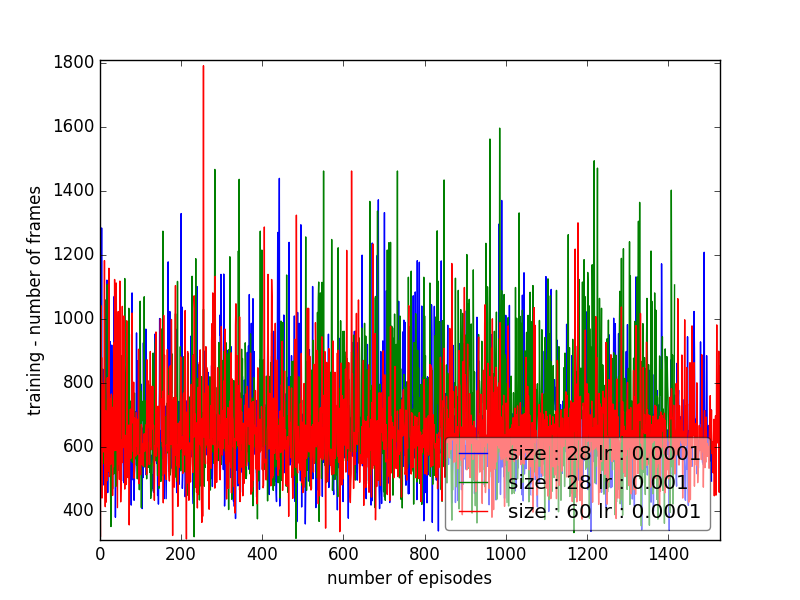 1800
1600
1400
1200
1000
800
600
400
training - number of frames
size : 28 lr : 0.0001
size : 28 lr : 0.001
size : 60 lr : 0.0001
0 200 400 600 800 1000 1200 1400
number of episodes